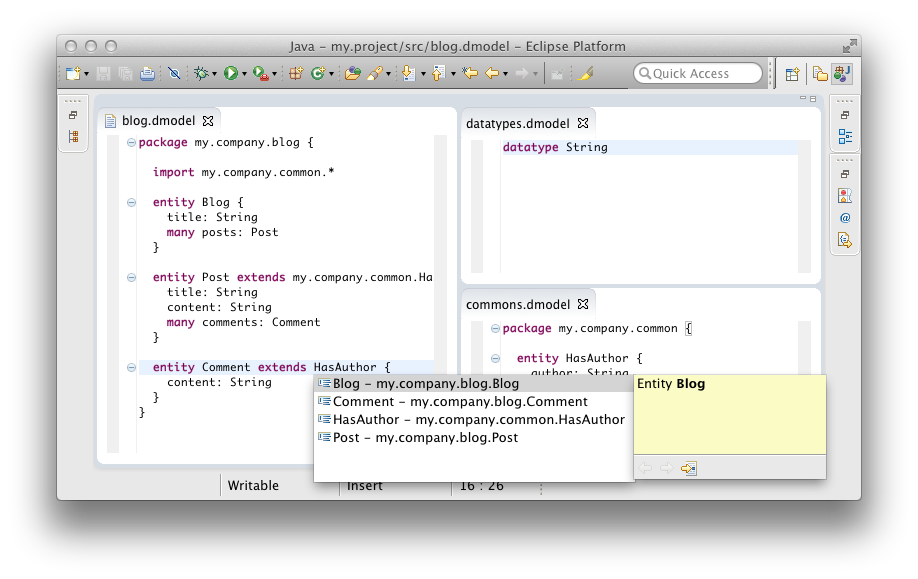 Java – my.project/src/blog.dmodel – Eclipse Platform
Quick Access
blog.dmodel
package my.company.blog {
import my.company.common.*
entity Blog {
title: String
many posts: Post
}
entity Post extends my.company.common.Ha
title: String
content: String
many comments: Comment
}
entity Comment extends HasAuthor {
content: String
}
}
datatypes.dmodel
datatype String
commons.dmodel
package my.company.common {
entity HasAuthor {
author: String
Blog – my.company.blog.Blog
Comment – my.company.blog.Comment
HasAuthor – my.company.common.HasAuthor
Post – my.company.blog.Post
Entity Blog
Writable
Insert
16 : 26